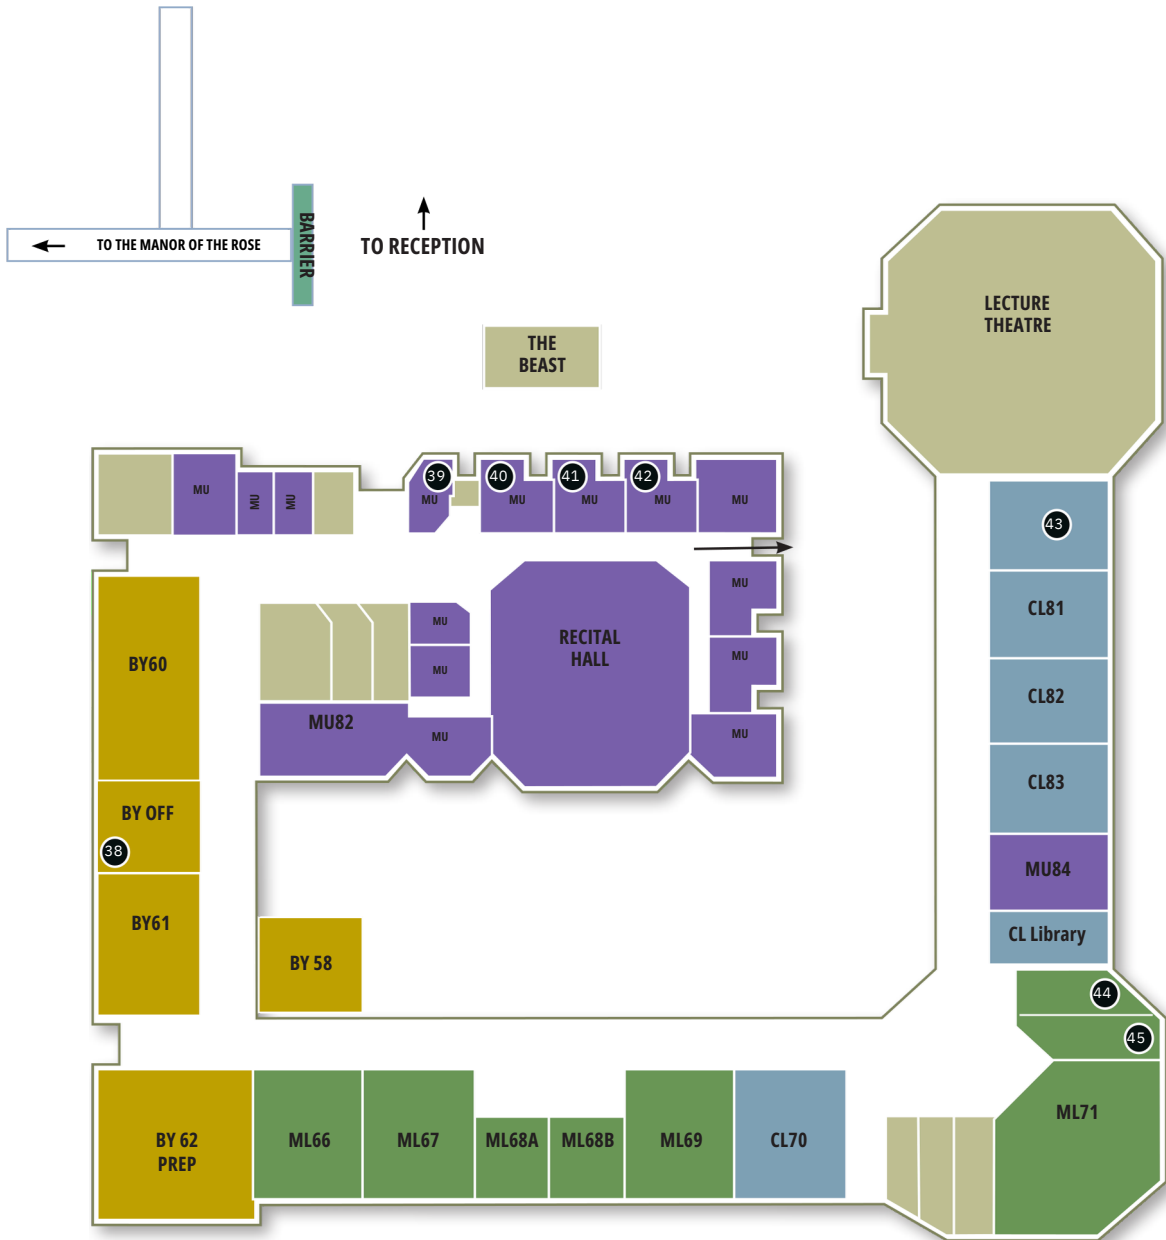 BARRIER
TO THE MANOR OF THE ROSE
TO RECEPTION
LECTURE
THEATRE
THE
BEAST
39
40
41
42
MU
MU
MU
MU
MU
MU
MU
MU
43
MU
CL81
MU
RECITAL
HALL
BY60
MU
MU
CL82
MU82
MU
MU
CL83
BY OFF
38
MU84
BY61
CL Library
BY 58
44
45
ML71
BY 62
PREP
ML66
ML67
ML68A
ML68B
ML69
CL70